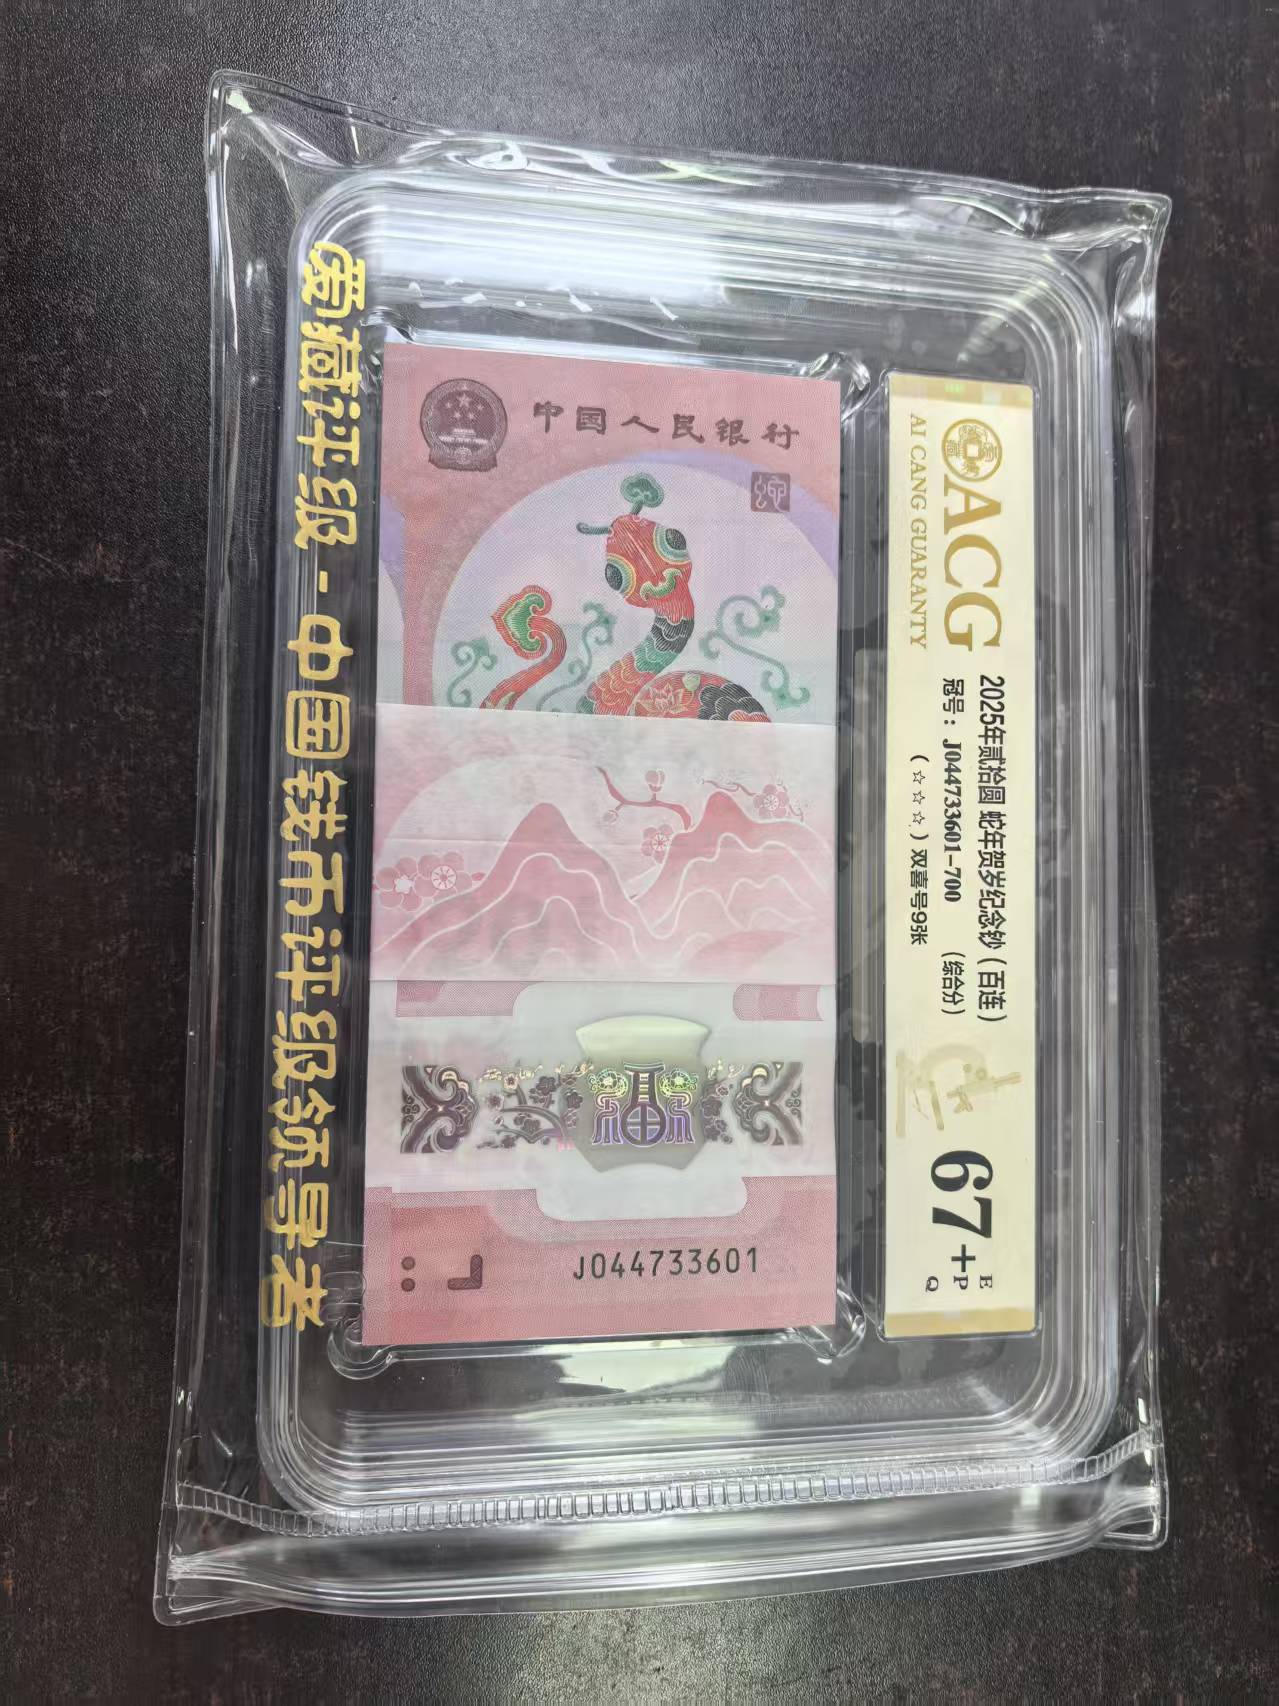 爱藏评级-中国钱币评级领导者
中国人民银行
J044733601
ACG
AI CANG GUARANTY
2025年贰拾圆 蛇年贺岁纪念钞（百连）
冠号：J044733601-700 （综合分）
（☆☆☆）双喜号9张
67+
E
P
Q